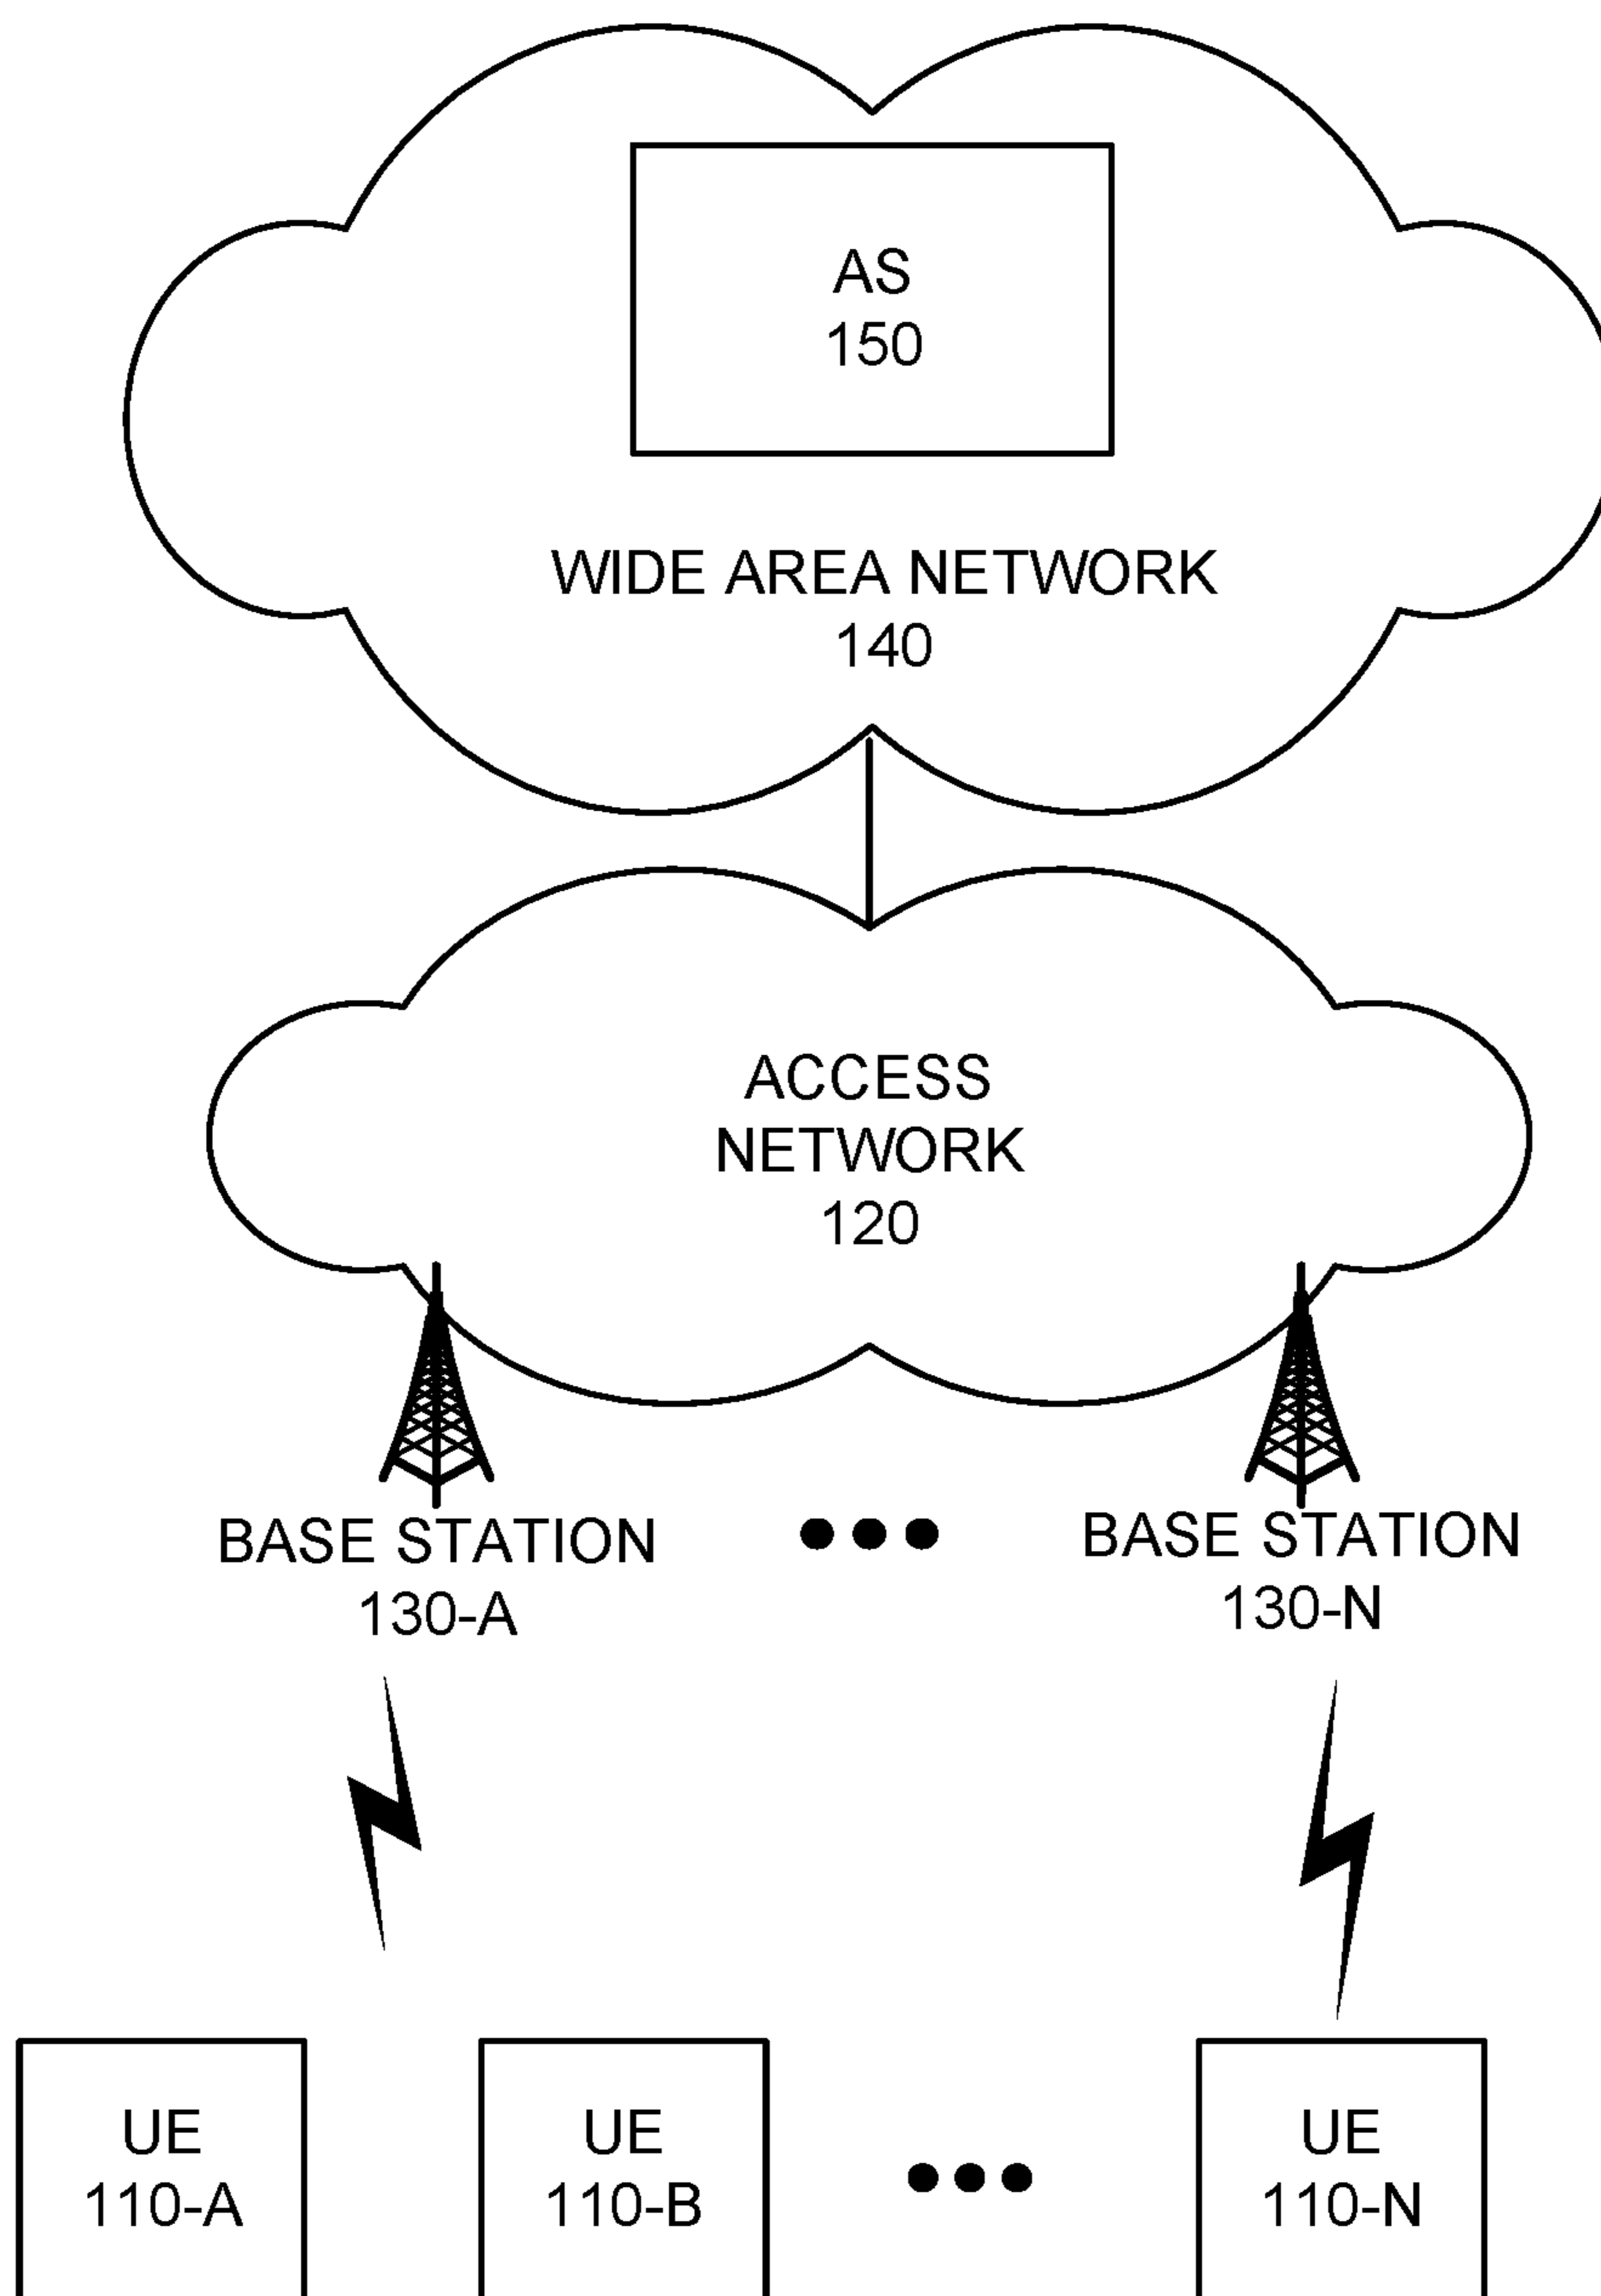 AS
150
WIDE AREA NETWORK
140
ACCESS
NETWORK
120
BASE STATION
130-A
BASE STATION
130-N
UE
110-A
UE
110-B
UE
110-N